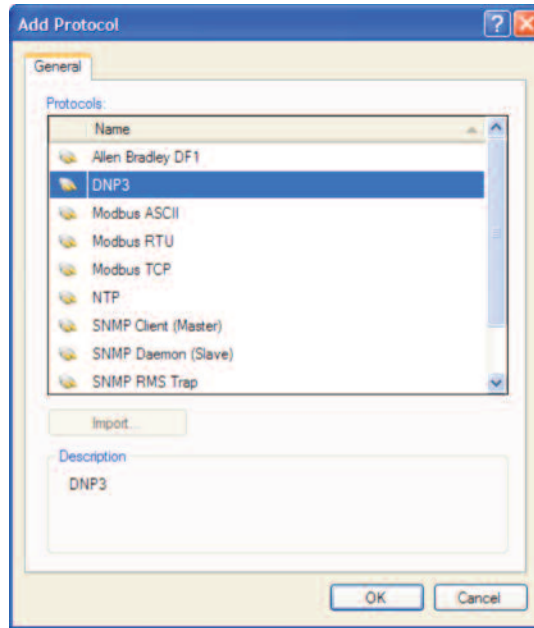 Add Protocol
General
Protocols:
Name
Allen Bradley DF1
DNP3
Modbus ASCII
Modbus RTU
Modbus TCP
NTP
SNMP Client (Master)
SNMP Daemon (Slave)
SNMP RMS Trap
Import...
Description
DNP3
OK Cancel